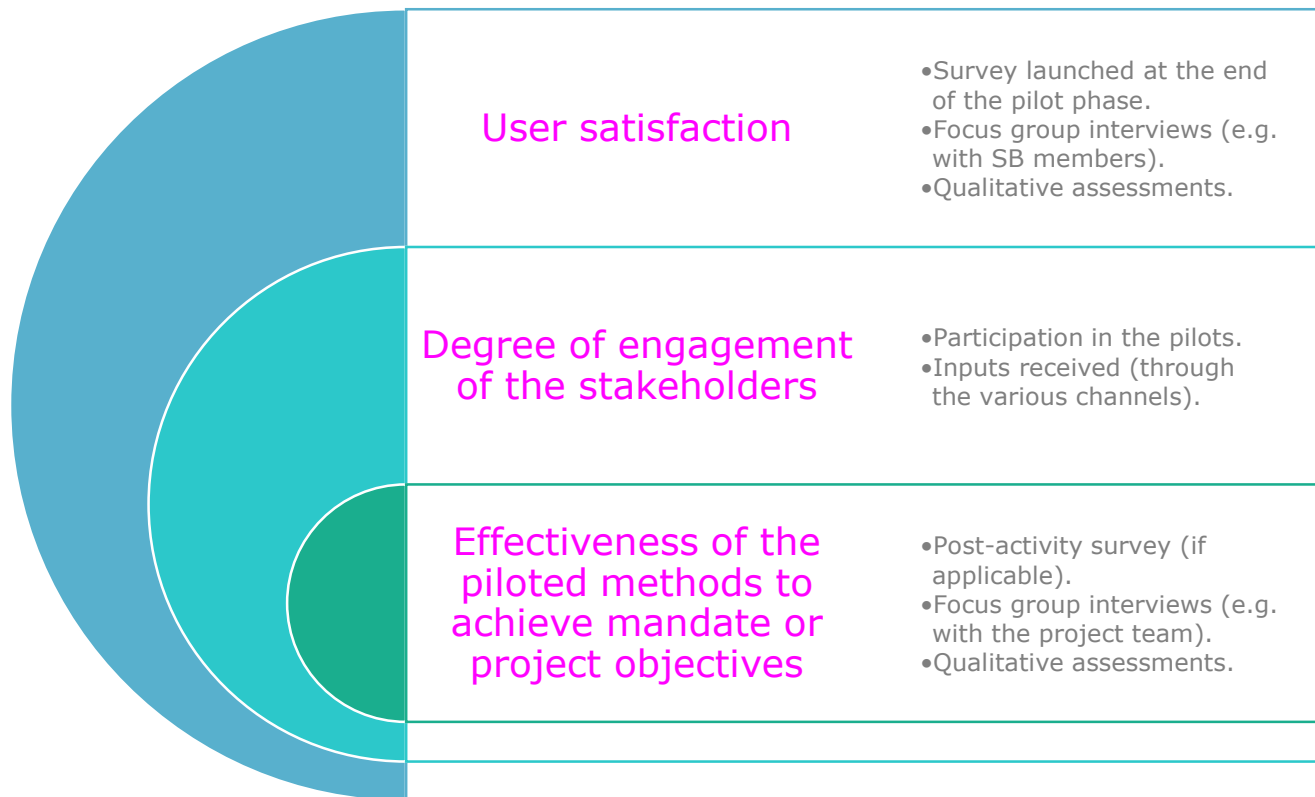 User satisfaction
•Survey launched at the end
of the pilot phase.
•Focus group interviews (e.g.
with SB members).
•Qualitative assessments.
Degree of engagement
of the stakeholders
•Participation in the pilots.
•Inputs received (through
the various channels).
Effectiveness of the
piloted methods to
achieve mandate or
project objectives
•Post-activity survey (if
applicable).
•Focus group interviews (e.g.
with the project team).
•Qualitative assessments.